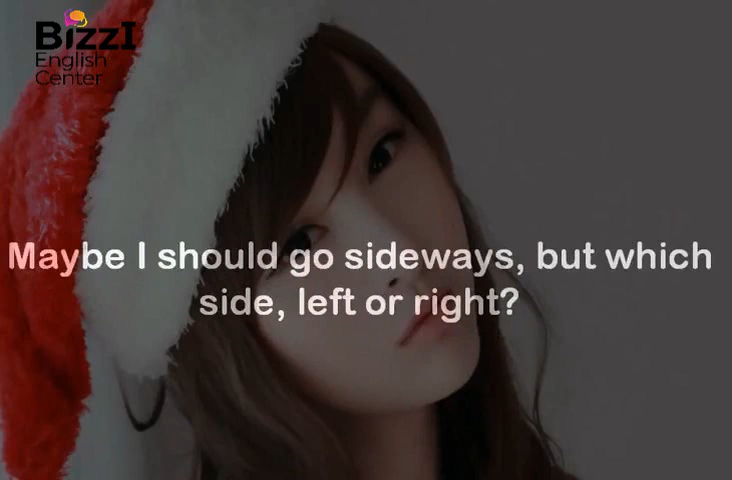 BizzI
English
Center
Maybe I should go sideways, but which
side, left or right?